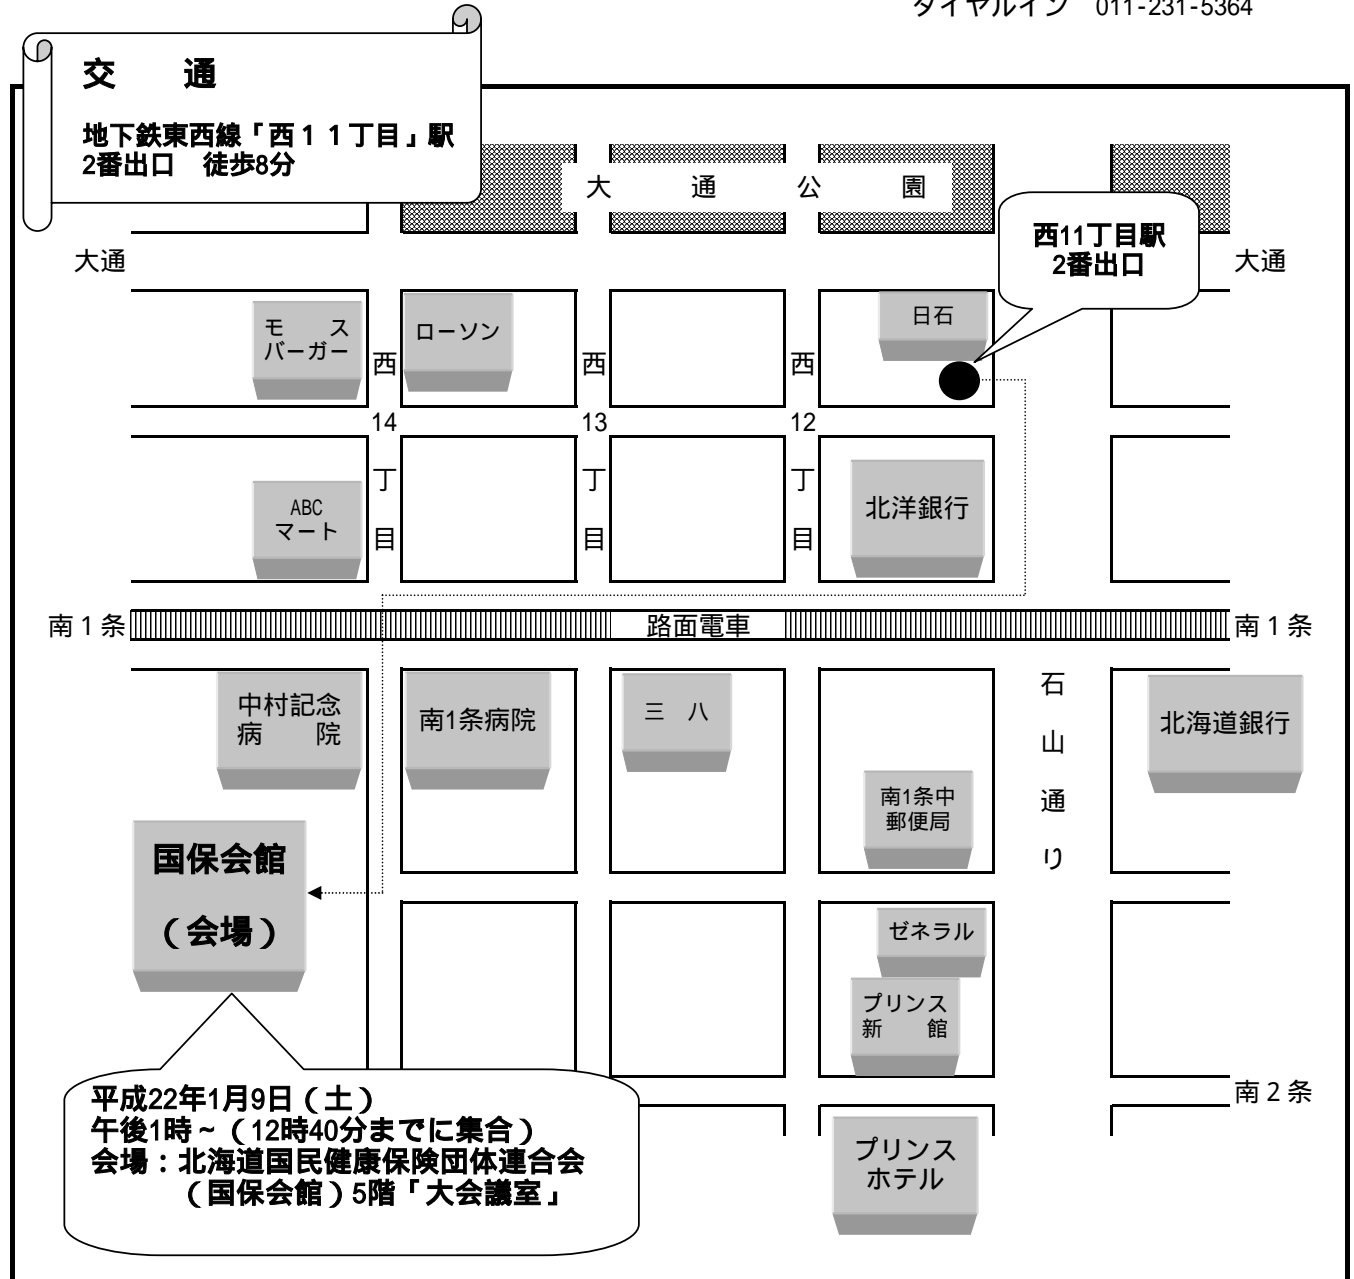 ダイヤルイン 011-231-5364
交 通
地下鉄東西線「西11丁目」駅
2番出口 徒歩8分
大 通 公 園
西11丁目駅
2番出口
大通
大通
モ ス
バーガー
ローソン
日石
西
14
丁
目
西
13
丁
目
西
12
丁
目
ABC
マート
北洋銀行
南1条
路面電車
南1条
中村記念
病 院
南1条病院
三 八
石
山
通
り
北海道銀行
南1条中
郵便局
国保会館
(会場)
ゼネラル
プリンス
新 館
南2条
プリンス
ホテル
平成22年1月9日(土)
午後1時~(12時40分までに集合)
会場:北海道国民健康保険団体連合会
(国保会館)5階「大会議室」